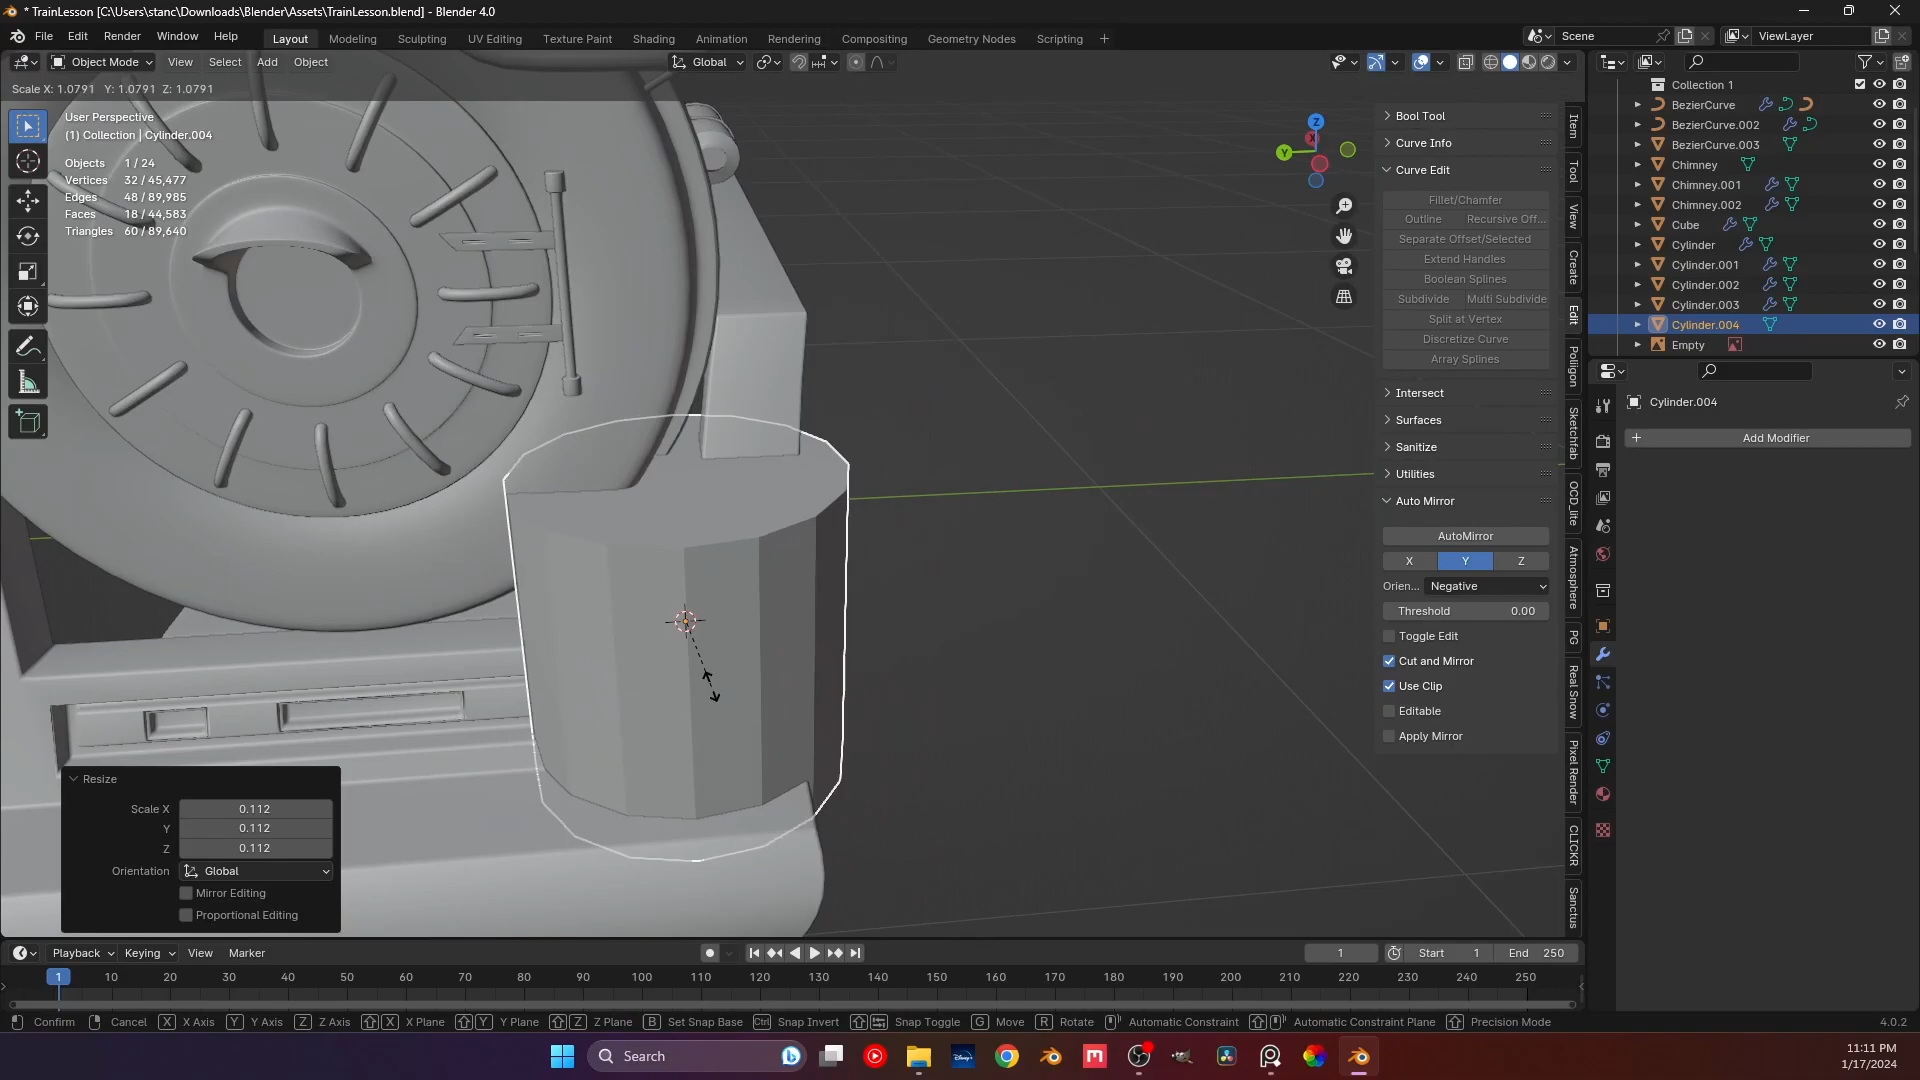 * TrainLesson [C:\Users\stanc\Downloads\Blender\Assets\TrainLesson.blend] - Blender 4.0
File Edit Render Window Help
Layout Modeling Sculpting UV Editing Texture Paint Shading Animation Rendering Compositing Geometry Nodes Scripting +
Scene
ViewLayer
Object Mode View Select Add Object
Global
Scale X: 1.0791 Y: 1.0791 Z: 1.0791
User Perspective
(1) Collection | Cylinder.004
Objects 1 / 24
Vertices 32 / 45,477
Edges 48 / 89,985
Faces 18 / 44,583
Triangles 60 / 89,640
Z
X
Y
Bool Tool
Curve Info
Curve Edit
Fillet/Chamfer
Outline Recursive Off...
Separate Offset/Selected
Extend Handles
Boolean Splines
Subdivide Multi Subdivide
Split at Vertex
Discretize Curve
Array Splines
Intersect
Surfaces
Sanitize
Utilities
Auto Mirror
AutoMirror
X Y Z
Orien... Negative
Threshold 0.00
Toggle Edit
Cut and Mirror
Use Clip
Editable
Apply Mirror
Item
Tool
View
Create
Edit
Poliigon
Sketchfab
OCD_lite
Atmosphere
PG
Real Snow
Pixel Render
CLICKR
Sanctus
Collection 1
BezierCurve
BezierCurve.002
BezierCurve.003
Chimney
Chimney.001
Chimney.002
Cube
Cylinder
Cylinder.001
Cylinder.002
Cylinder.003
Cylinder.004
Empty
Cylinder.004
+ Add Modifier
Resize
Scale X 0.112
Y 0.112
Z 0.112
Orientation Global
Mirror Editing
Proportional Editing
Playback Keying View Marker
1
Start 1
End 250
1 10 20 30 40 50 60 70 80 90 100 110 120 130 140 150 160 170 180 190 200 210 220 230 240 250
Confirm Cancel X X Axis Y Y Axis Z Z Axis X X Plane Y Y Plane Z Z Plane B Set Snap Base Ctrl Snap Invert Snap Toggle G Move R Rotate Automatic Constraint Automatic Constraint Plane Precision Mode
4.0.2
Search
11:11 PM
1/17/2024